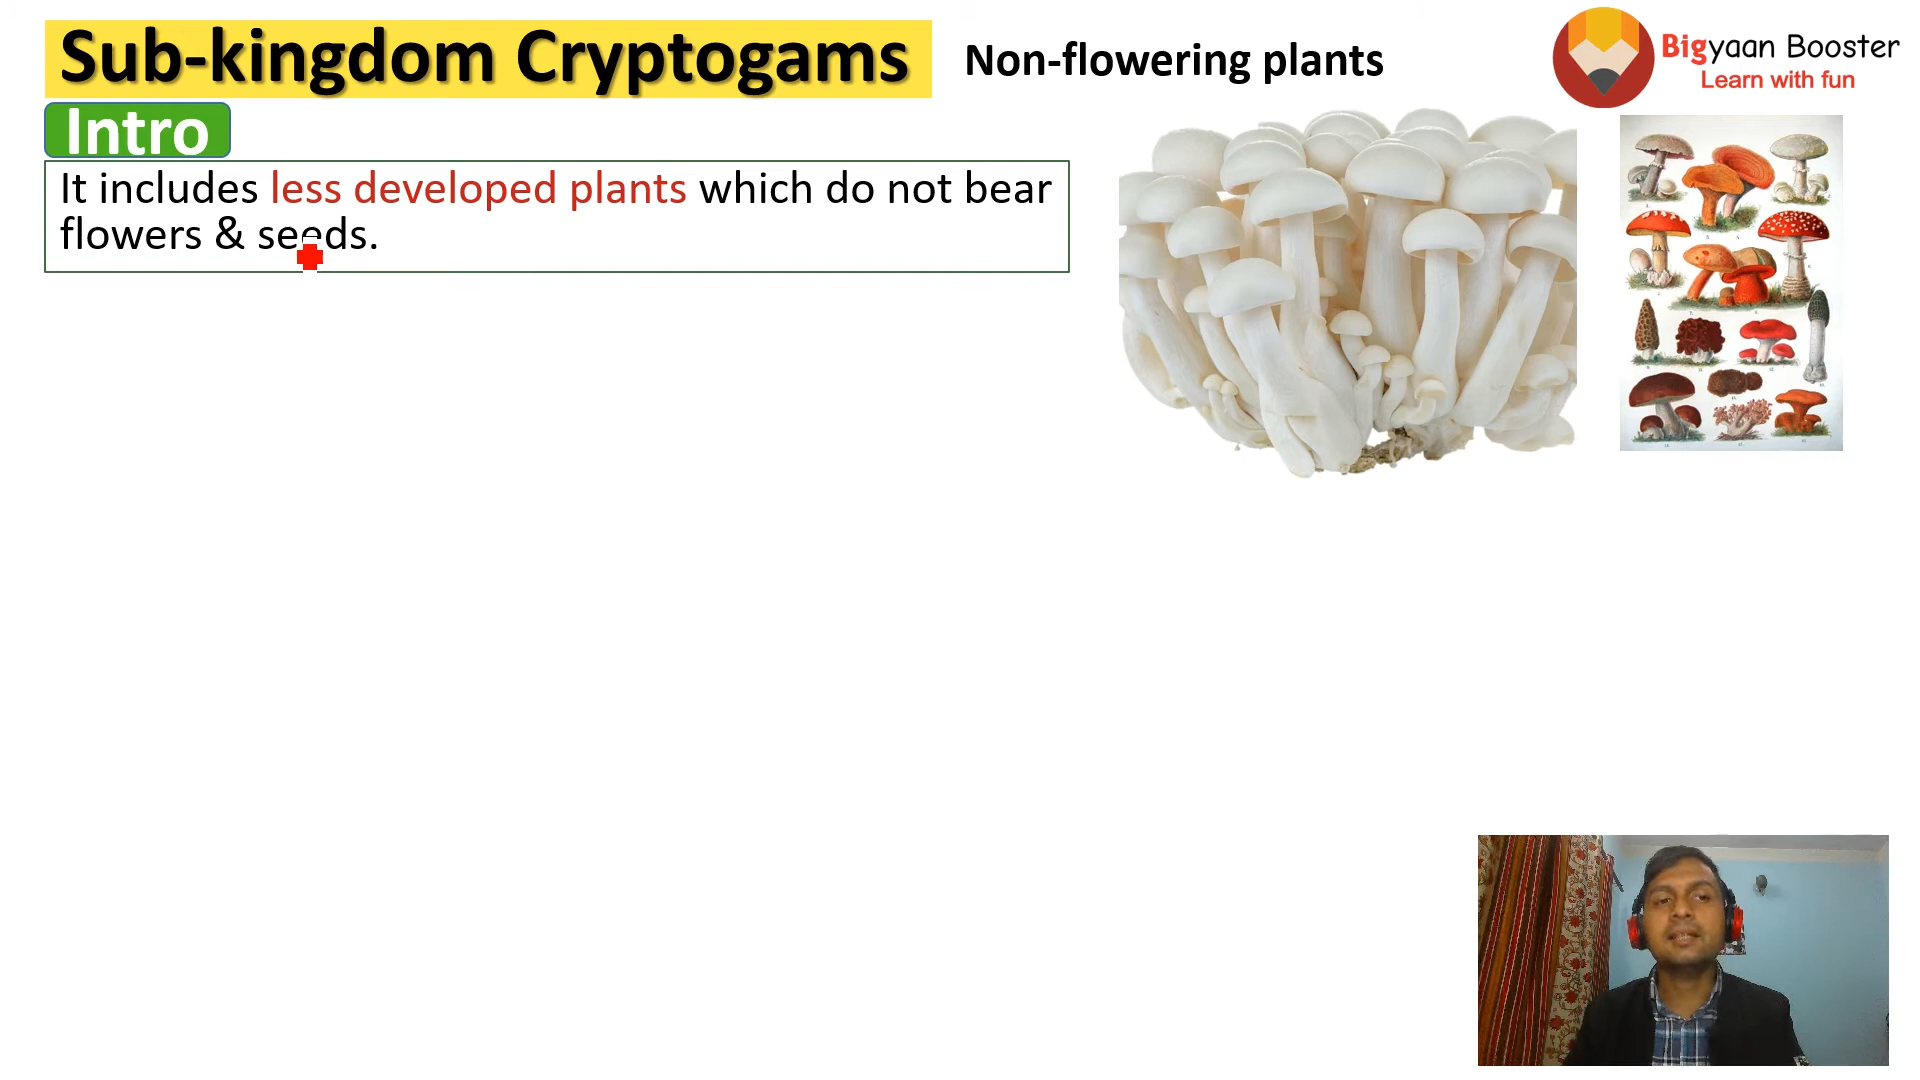 Sub-kingdom Cryptogams
Non-flowering plants
Bigyaan Booster
Learn with fun
Intro
It includes less developed plants which do not bear
flowers & seeds.